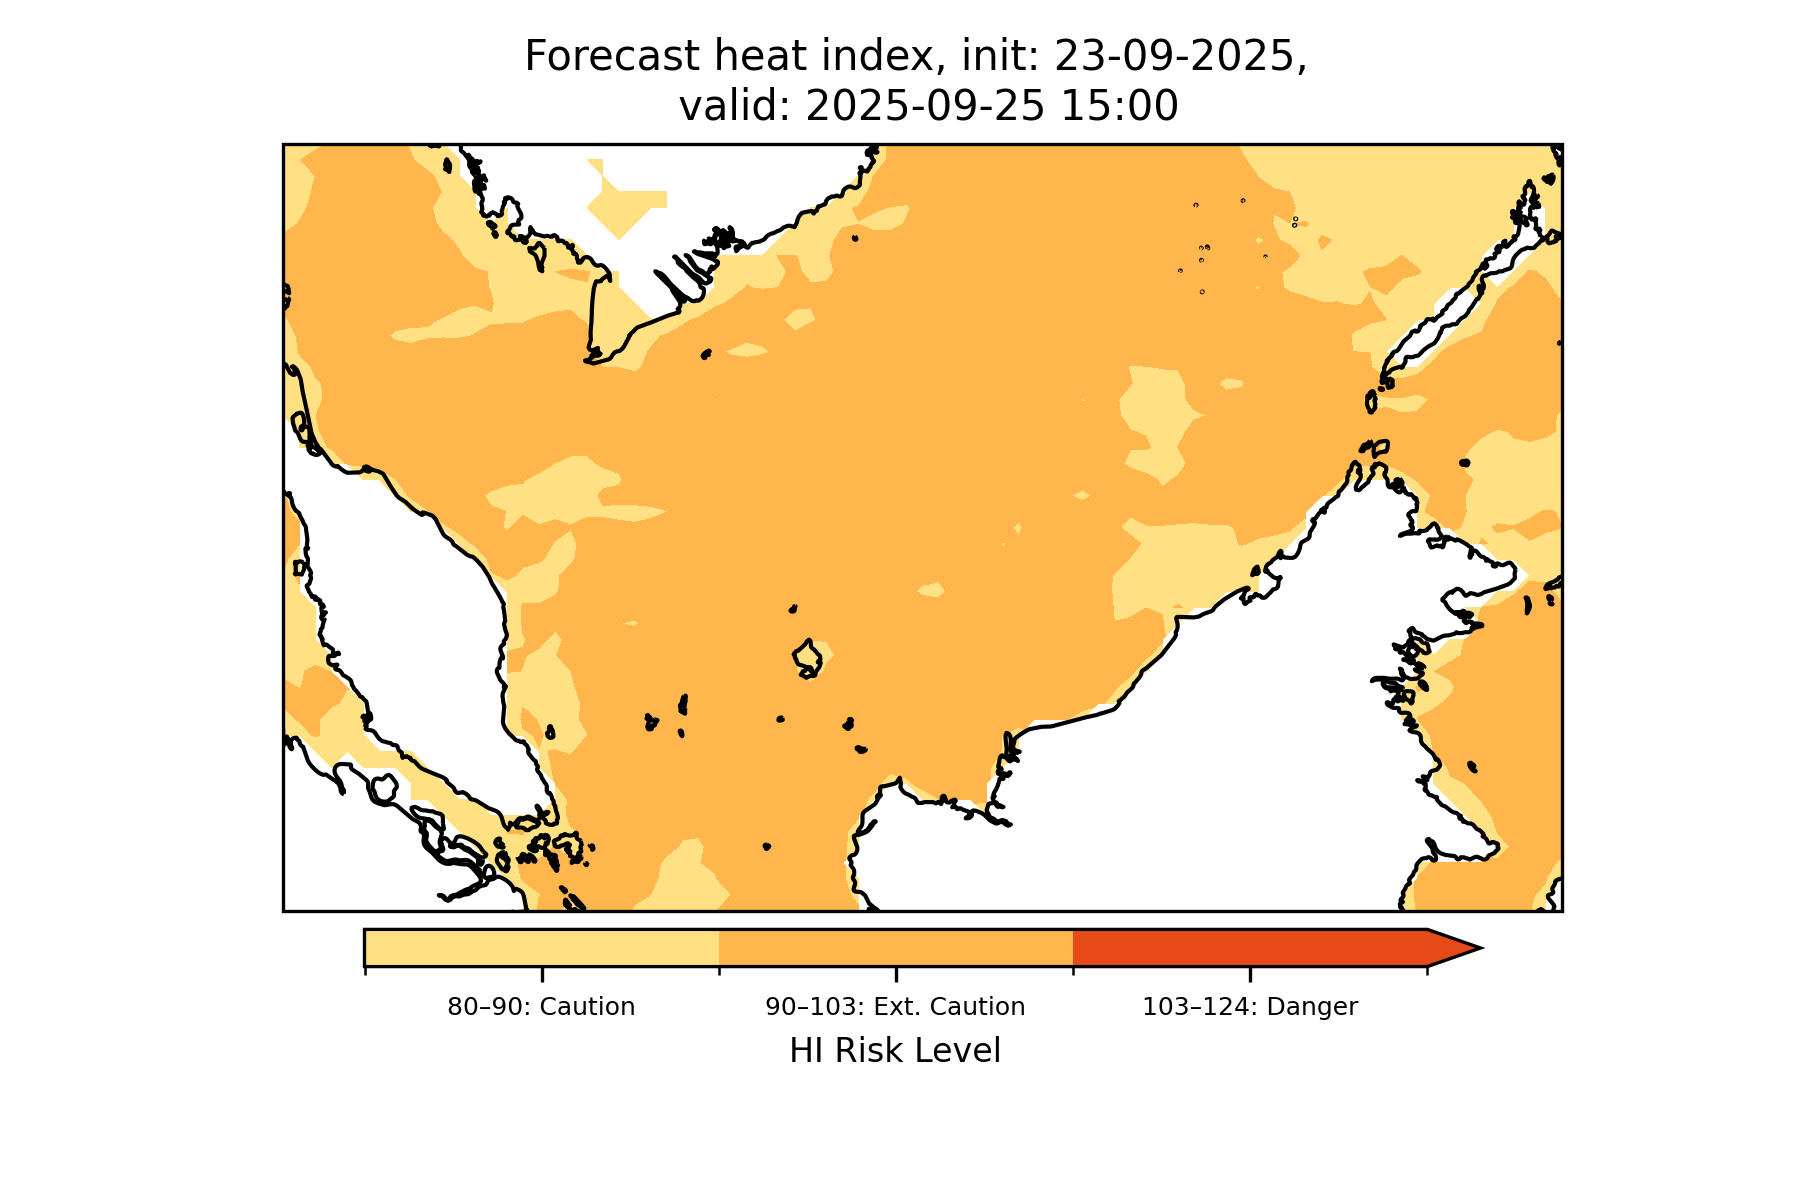 Forecast heat index, init: 23-09-2025,
valid: 2025-09-25 15:00
80–90: Caution
90–103: Ext. Caution
103–124: Danger
HI Risk Level